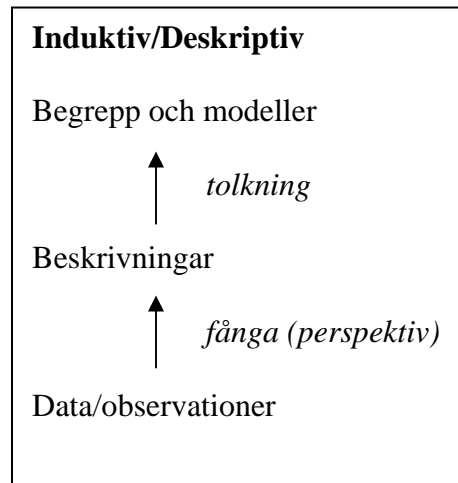 Induktiv/Deskriptiv
Begrepp och modeller
tolkning
Beskrivningar
fånga (perspektiv)
Data/observationer